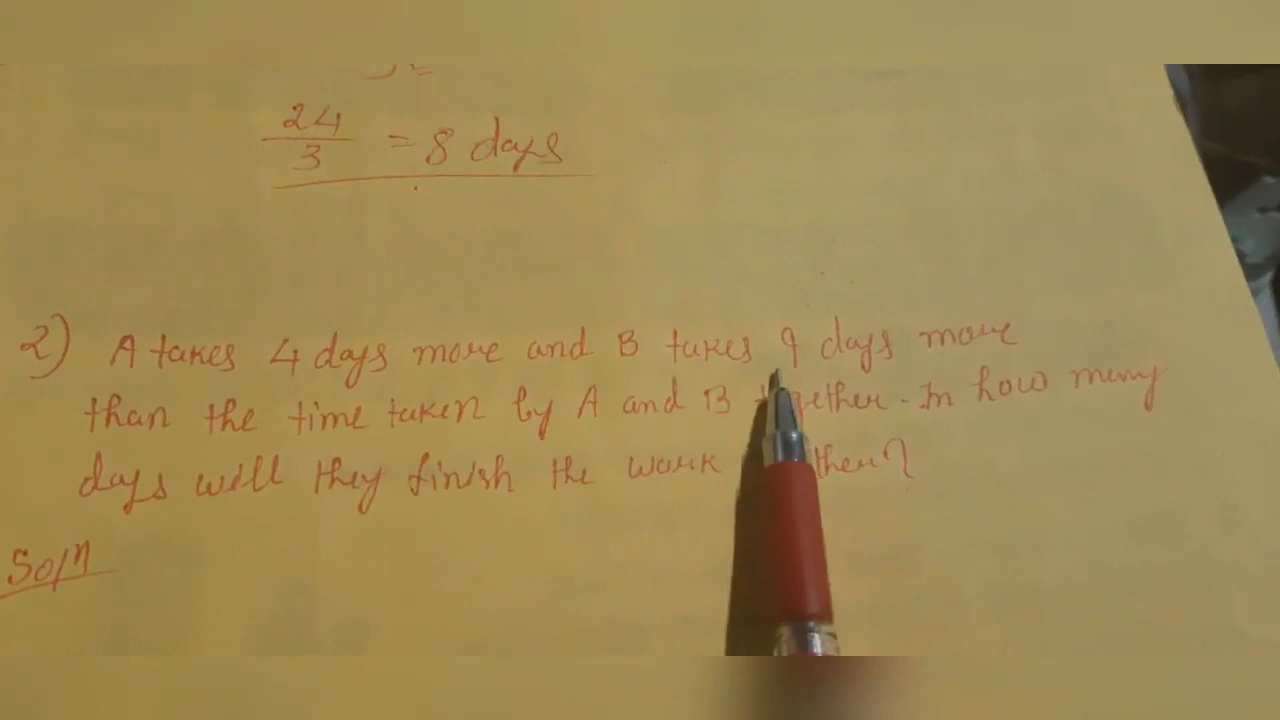 24
3
= 8 days
2) A takes 4 days more and B takes 9 days more
than the time taken by A and B together. In how many
days will they finish the work
Soln